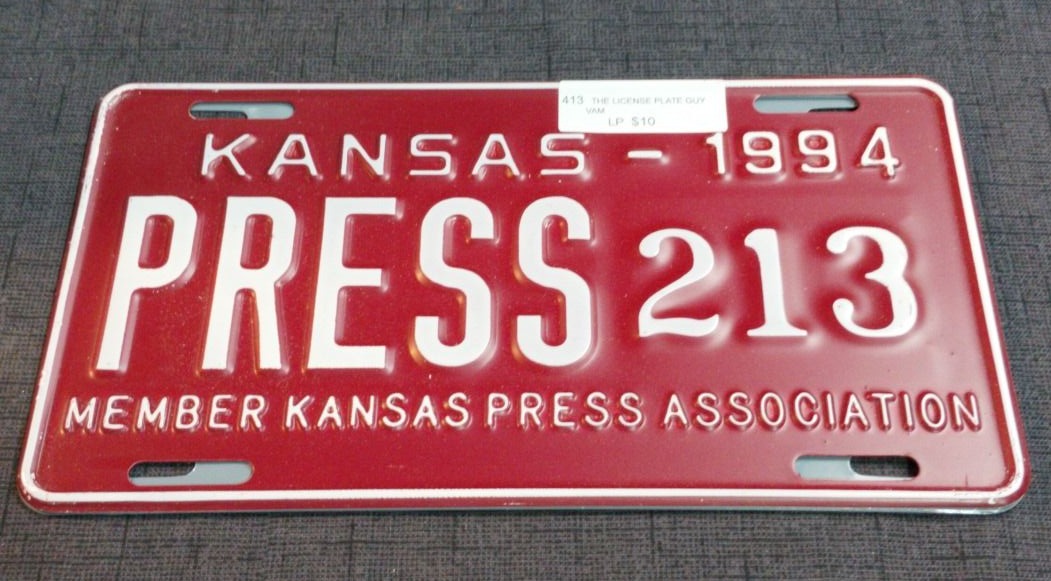 413 THE LICENSE PLATE GUY
VAM
LP $10
KANSAS - 1994
PRESS 213
MEMBER KANSAS PRESS ASSOCIATION